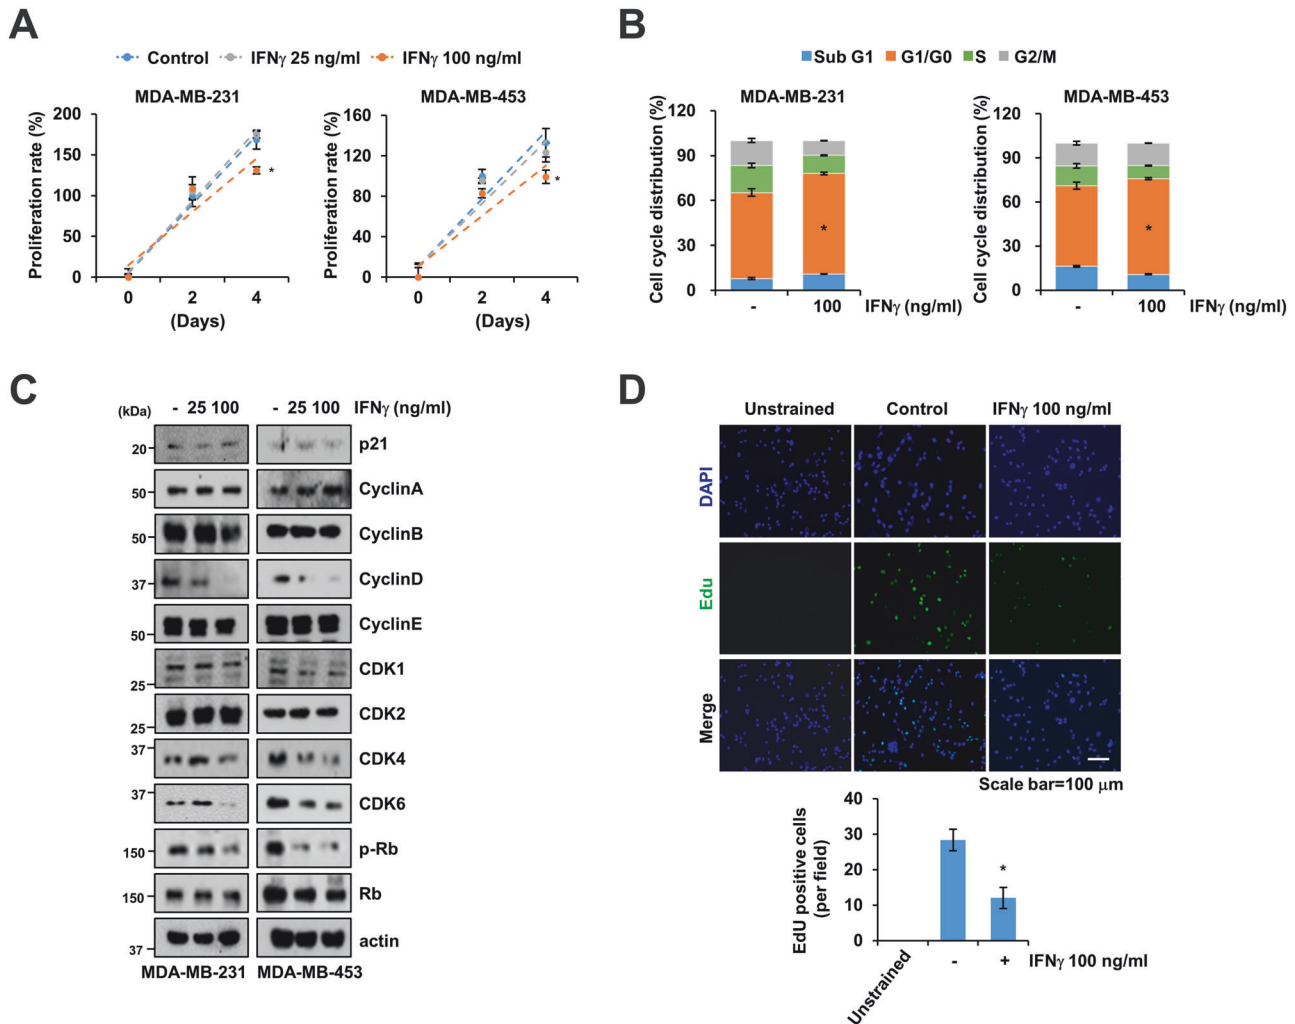 A
Control IFNγ 25 ng/ml IFNγ 100 ng/ml
MDA-MB-231
Proliferation rate (%)
200
150
100
50
0
0 2 4
(Days)
*
MDA-MB-453
Proliferation rate (%)
160
120
80
40
0
0 2 4
(Days)
*
B
Sub G1 G1/G0 S G2/M
MDA-MB-231
Cell cycle distribution (%)
120
90
60
30
0
*
- 100 IFNγ (ng/ml)
MDA-MB-453
Cell cycle distribution (%)
120
90
60
30
0
*
- 100 IFNγ (ng/ml)
C
(kDa) - 25 100 - 25 100 IFNγ (ng/ml)
20 p21
50 CyclinA
50 CyclinB
37 CyclinD
50 CyclinE
25 CDK1
25 CDK2
37 CDK4
37 CDK6
150 p-Rb
150 Rb
37 actin
MDA-MB-231 MDA-MB-453
D
Unstrained Control IFNγ 100 ng/ml
DAPI
Edu
Merge
Scale bar=100 μm
EdU positive cells
(per field)
40
30
20
10
0
*
Unstrained - + IFNγ 100 ng/ml